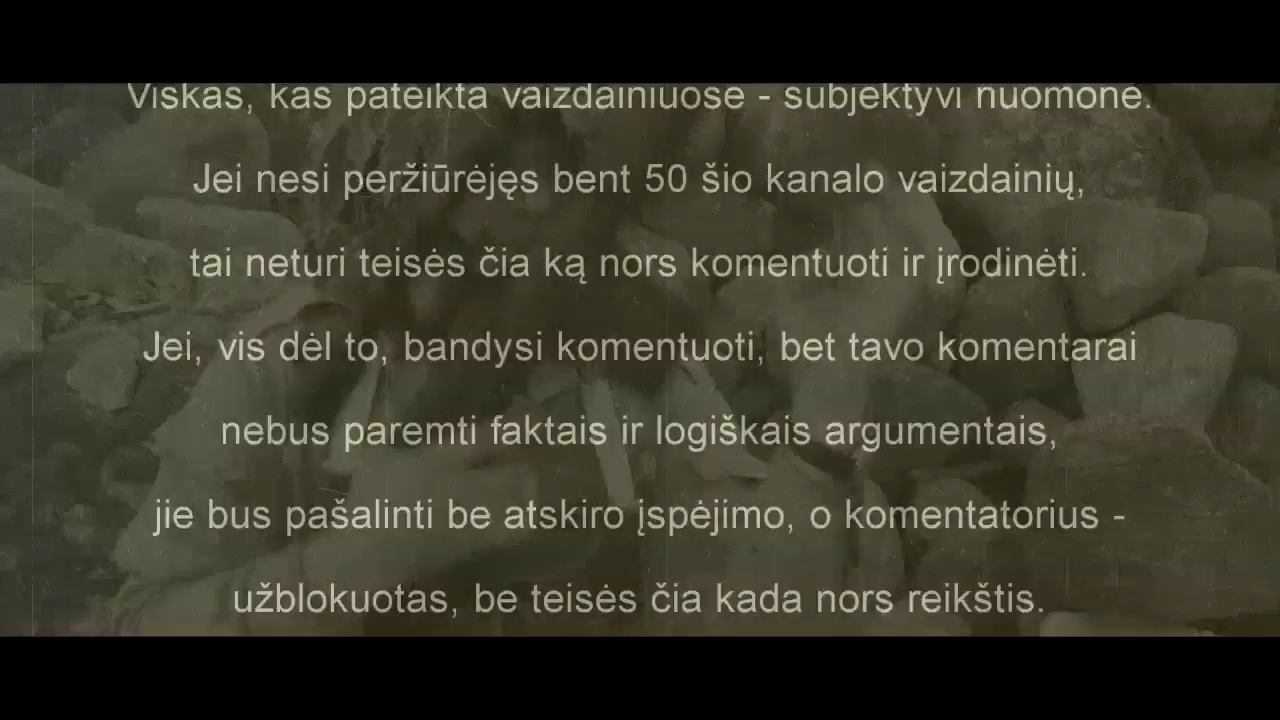 Viskas, kas pateikta vaizdainiuose - subjektyvi nuomonė.
Jei nesi peržiūrėjęs bent 50 šio kanalo vaizdainių,
tai neturi teisės čia ką nors komentuoti ir įrodinėti.
Jei, vis dėl to, bandysi komentuoti, bet tavo komentarai
nebus paremti faktais ir logiškais argumentais,
jie bus pašalinti be atskiro įspėjimo, o komentatorius -
užblokuotas, be teisės čia kada nors reikštis.